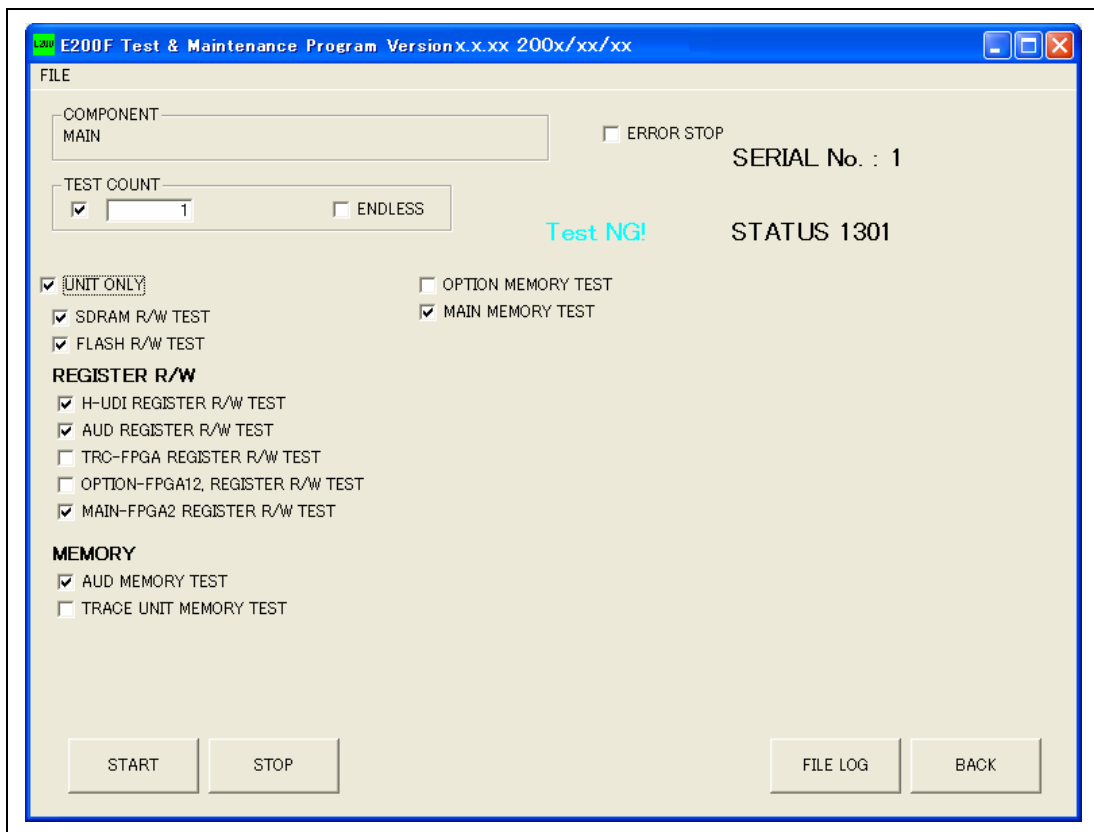 E200F E200F Test & Maintenance Program Version x.x.xx 200x/xx/xx
FILE
COMPONENT
MAIN
ERROR STOP
SERIAL No. : 1
TEST COUNT
1
ENDLESS
Test NG!
STATUS 1301
UNIT ONLY
OPTION MEMORY TEST
SDRAM R/W TEST
MAIN MEMORY TEST
FLASH R/W TEST
REGISTER R/W
H-UDI REGISTER R/W TEST
AUD REGISTER R/W TEST
TRC-FPGA REGISTER R/W TEST
OPTION-FPGA12, REGISTER R/W TEST
MAIN-FPGA2 REGISTER R/W TEST
MEMORY
AUD MEMORY TEST
TRACE UNIT MEMORY TEST
START
STOP
FILE LOG
BACK